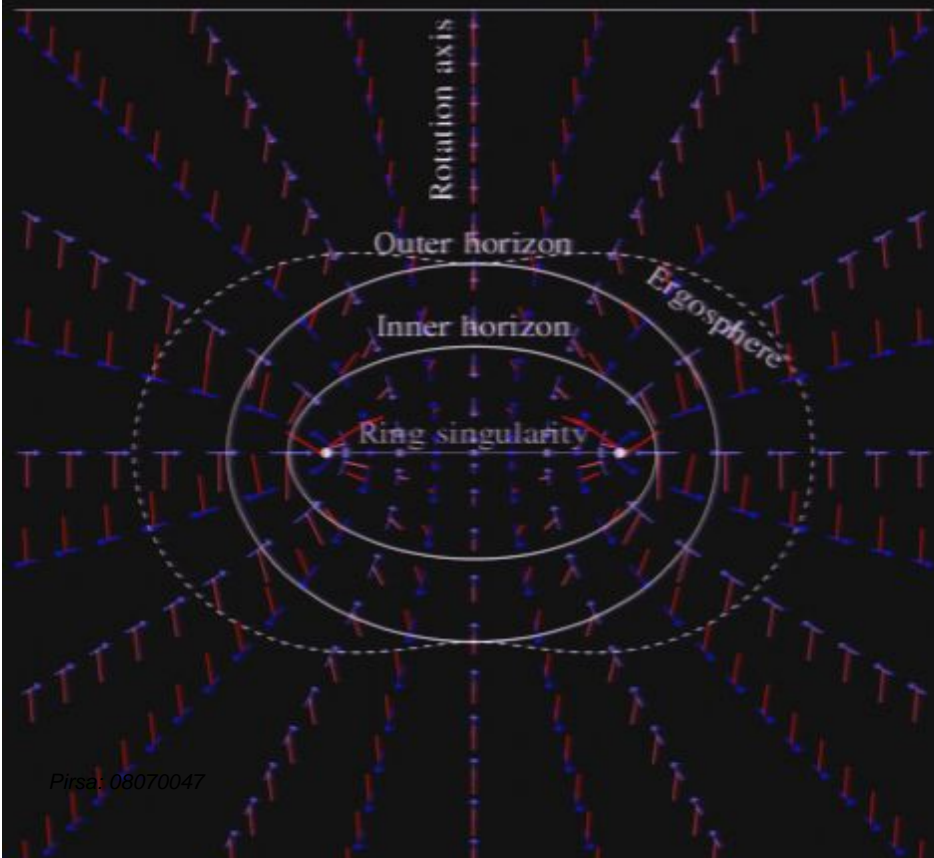 Rotation axis
Outer horizon
Ergosphere
Inner horizon
Ring singularity
Pirsa: 08070047